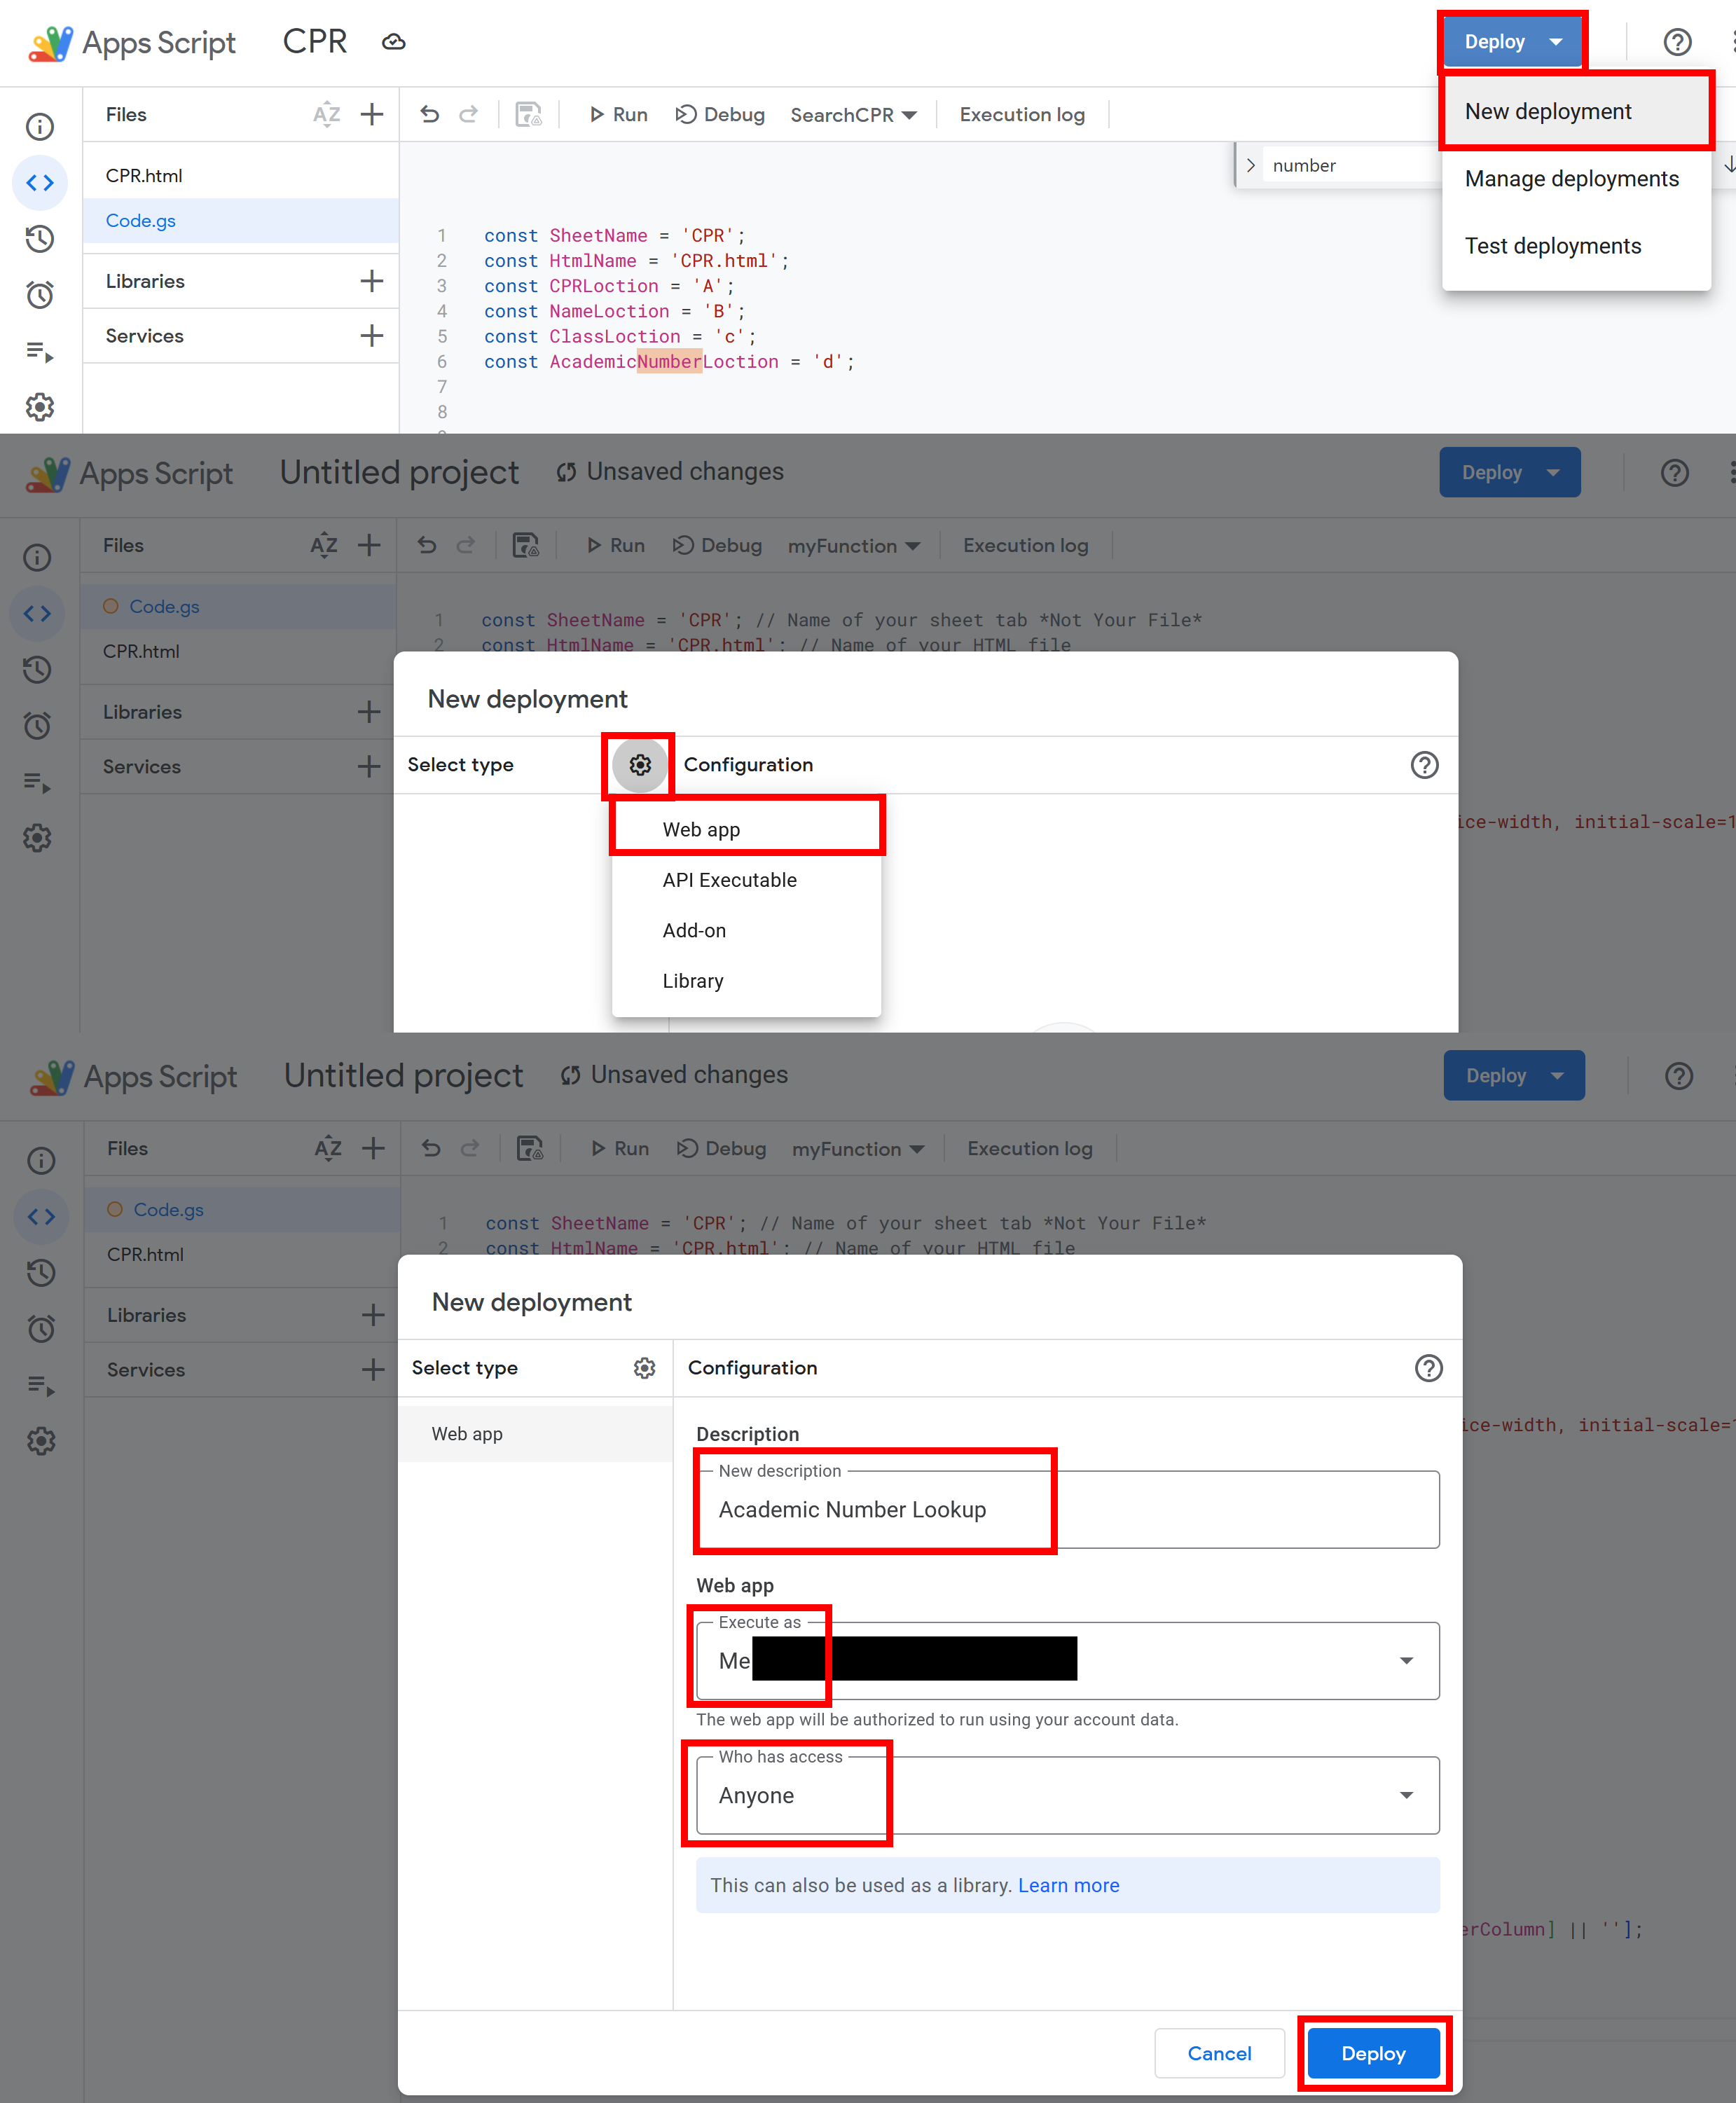 Apps Script CPR Deploy
New deployment
Files AZ Run Debug SearchCPR Execution log
number
CPR.html
Manage deployments
Code.gs
Test deployments
1 const SheetName = 'CPR';
2 const HtmlName = 'CPR.html';
Libraries
3 const CPRLoction = 'A';
4 const NameLoction = 'B';
Services
5 const ClassLoction = 'c';
6 const AcademicNumberLoction = 'd';
7
8
Apps Script Untitled project Unsaved changes Deploy
Files AZ Run Debug myFunction Execution log
Code.gs
1 const SheetName = 'CPR'; // Name of your sheet tab *Not Your File*
2 const HtmlName = 'CPR.html'; // Name of your HTML file
CPR.html
New deployment
Libraries
Select type Configuration
Services
ice-width, initial-scale=1
Web app
API Executable
Add-on
Library
Apps Script Untitled project Unsaved changes Deploy
Files AZ Run Debug myFunction Execution log
Code.gs
1 const SheetName = 'CPR'; // Name of your sheet tab *Not Your File*
2 const HtmlName = 'CPR.html'; // Name of your HTML file
CPR.html
New deployment
Libraries
Select type Configuration
Services
ice-width, initial-scale=1
Web app
Description
New description
Academic Number Lookup
Web app
Execute as
Me
The web app will be authorized to run using your account data.
Who has access
Anyone
This can also be used as a library. Learn more
erColumn] || ''];
Cancel Deploy